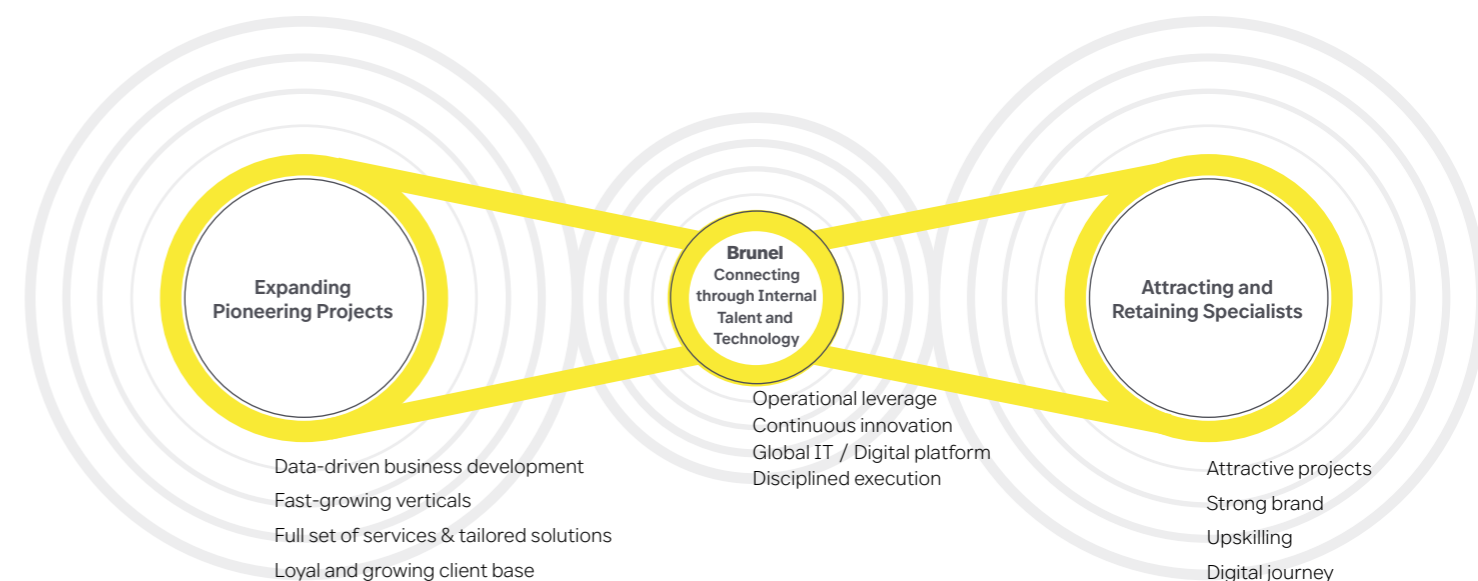 Expanding
Pioneering Projects
Data-driven business development
Fast-growing verticals
Full set of services & tailored solutions
Loyal and growing client base
Brunel
Connecting
through Internal
Talent and
Technology
Operational leverage
Continuous innovation
Global IT / Digital platform
Disciplined execution
Attracting and
Retaining Specialists
Attractive projects
Strong brand
Upskilling
Digital journey